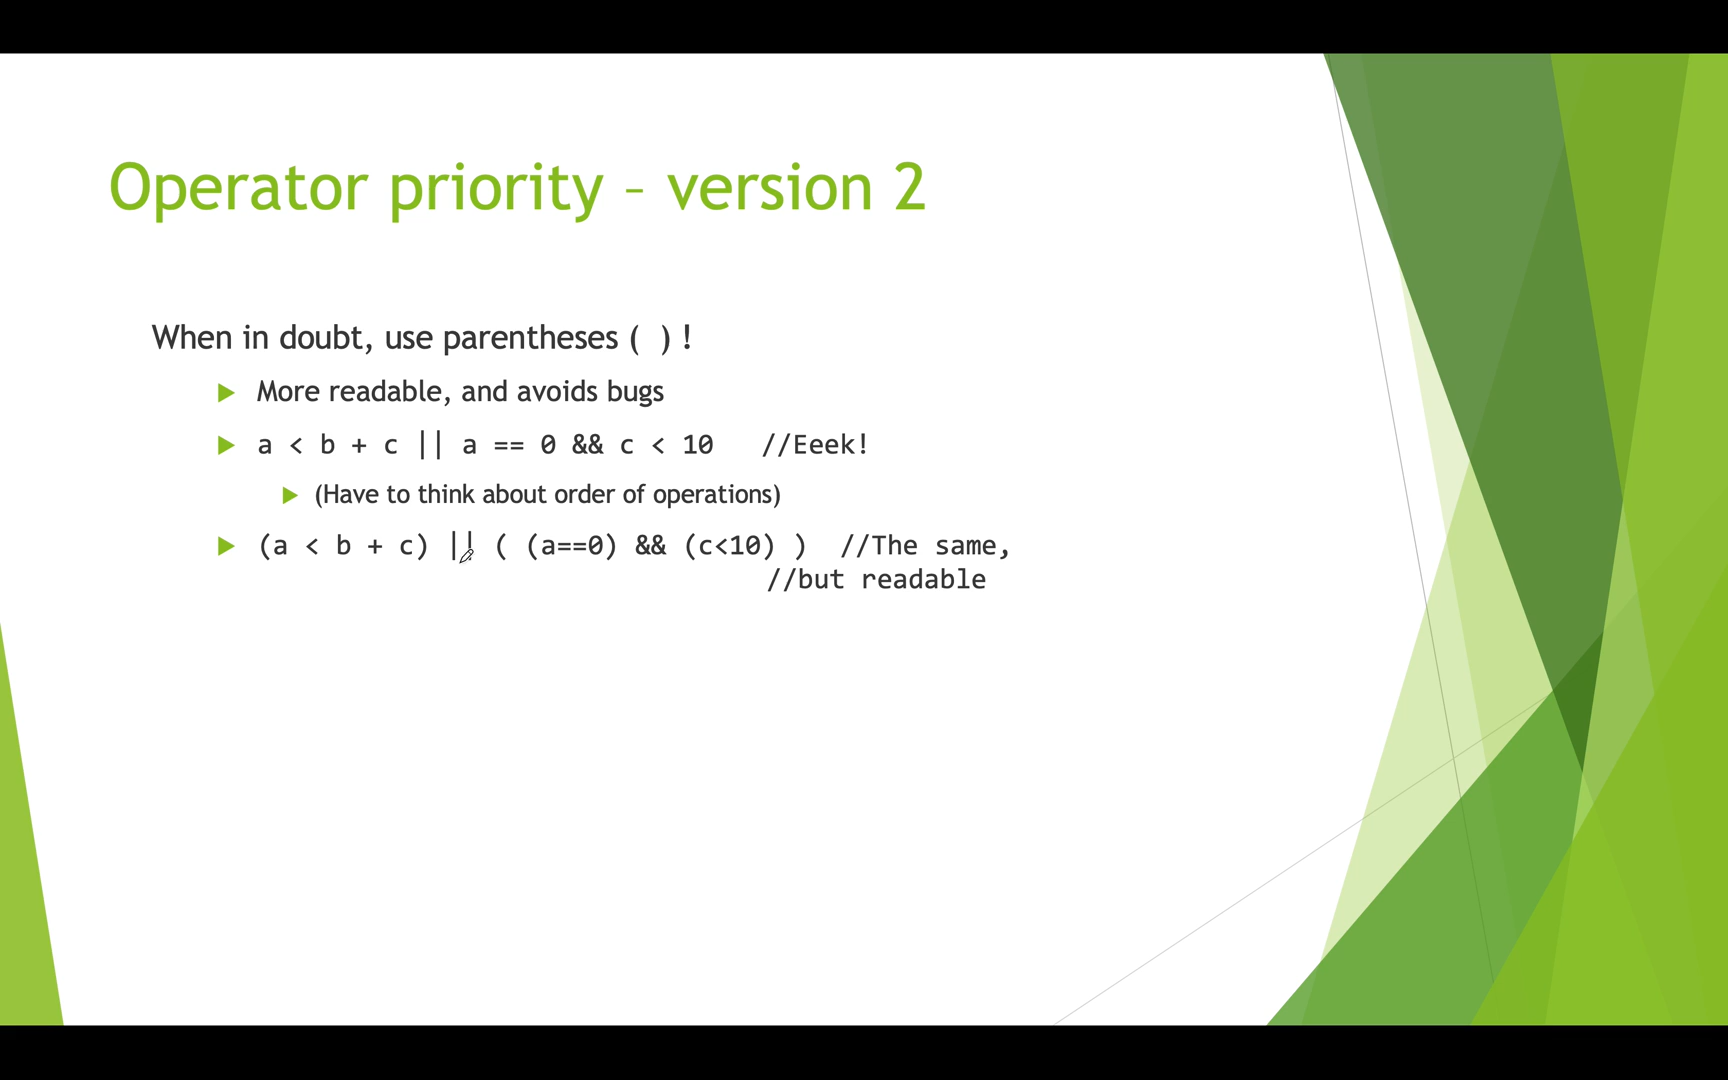 Operator priority – version 2
When in doubt, use parentheses ( ) !
More readable, and avoids bugs
a < b + c || a == 0 && c < 10   //Eeek!
(Have to think about order of operations)
(a < b + c) || ( (a==0) && (c<10) )  //The same,
//but readable